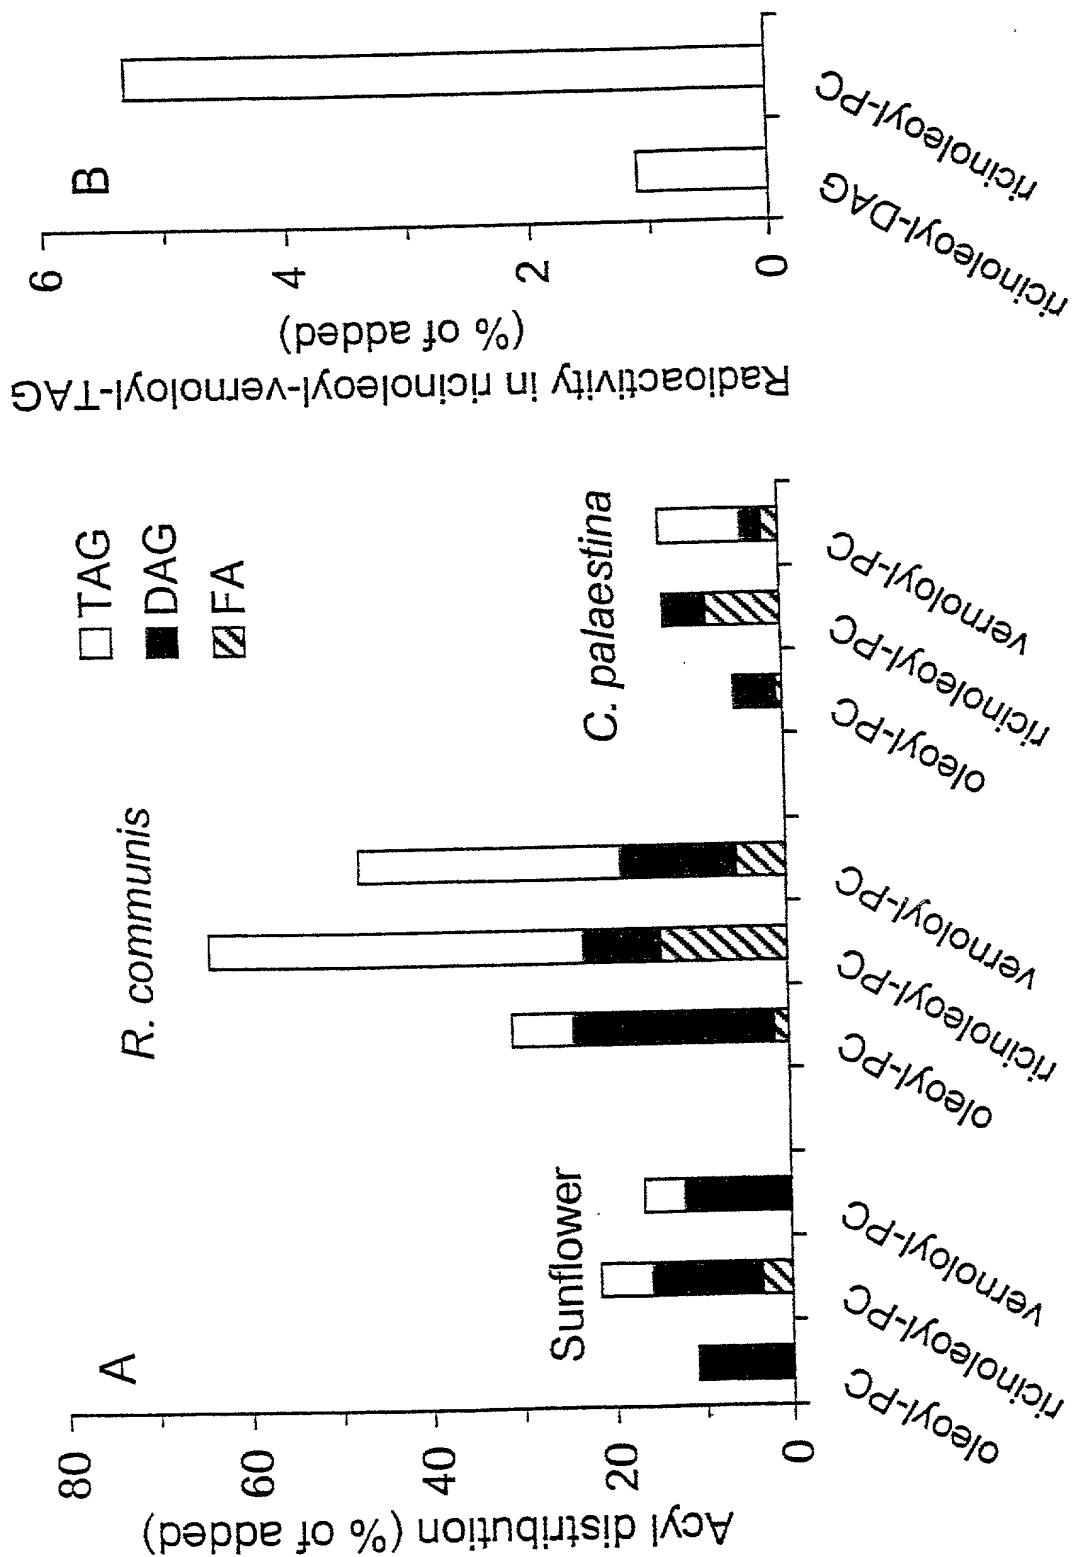 A
Acyl distribution (% of added)
80
60
40
20
0
Sunflower
R. communis
C. palaestina
TAG
DAG
FA
oleoyl-PC
ricinoleoyl-PC
vernoloyl-PC
oleoyl-PC
ricinoleoyl-PC
vernoloyl-PC
oleoyl-PC
ricinoleoyl-PC
vernoloyl-PC
B
Radioactivity in ricinoleoyl-vernoloyl-TAG
(% of added)
6
4
2
0
ricinoleoyl-DAG
ricinoleoyl-PC